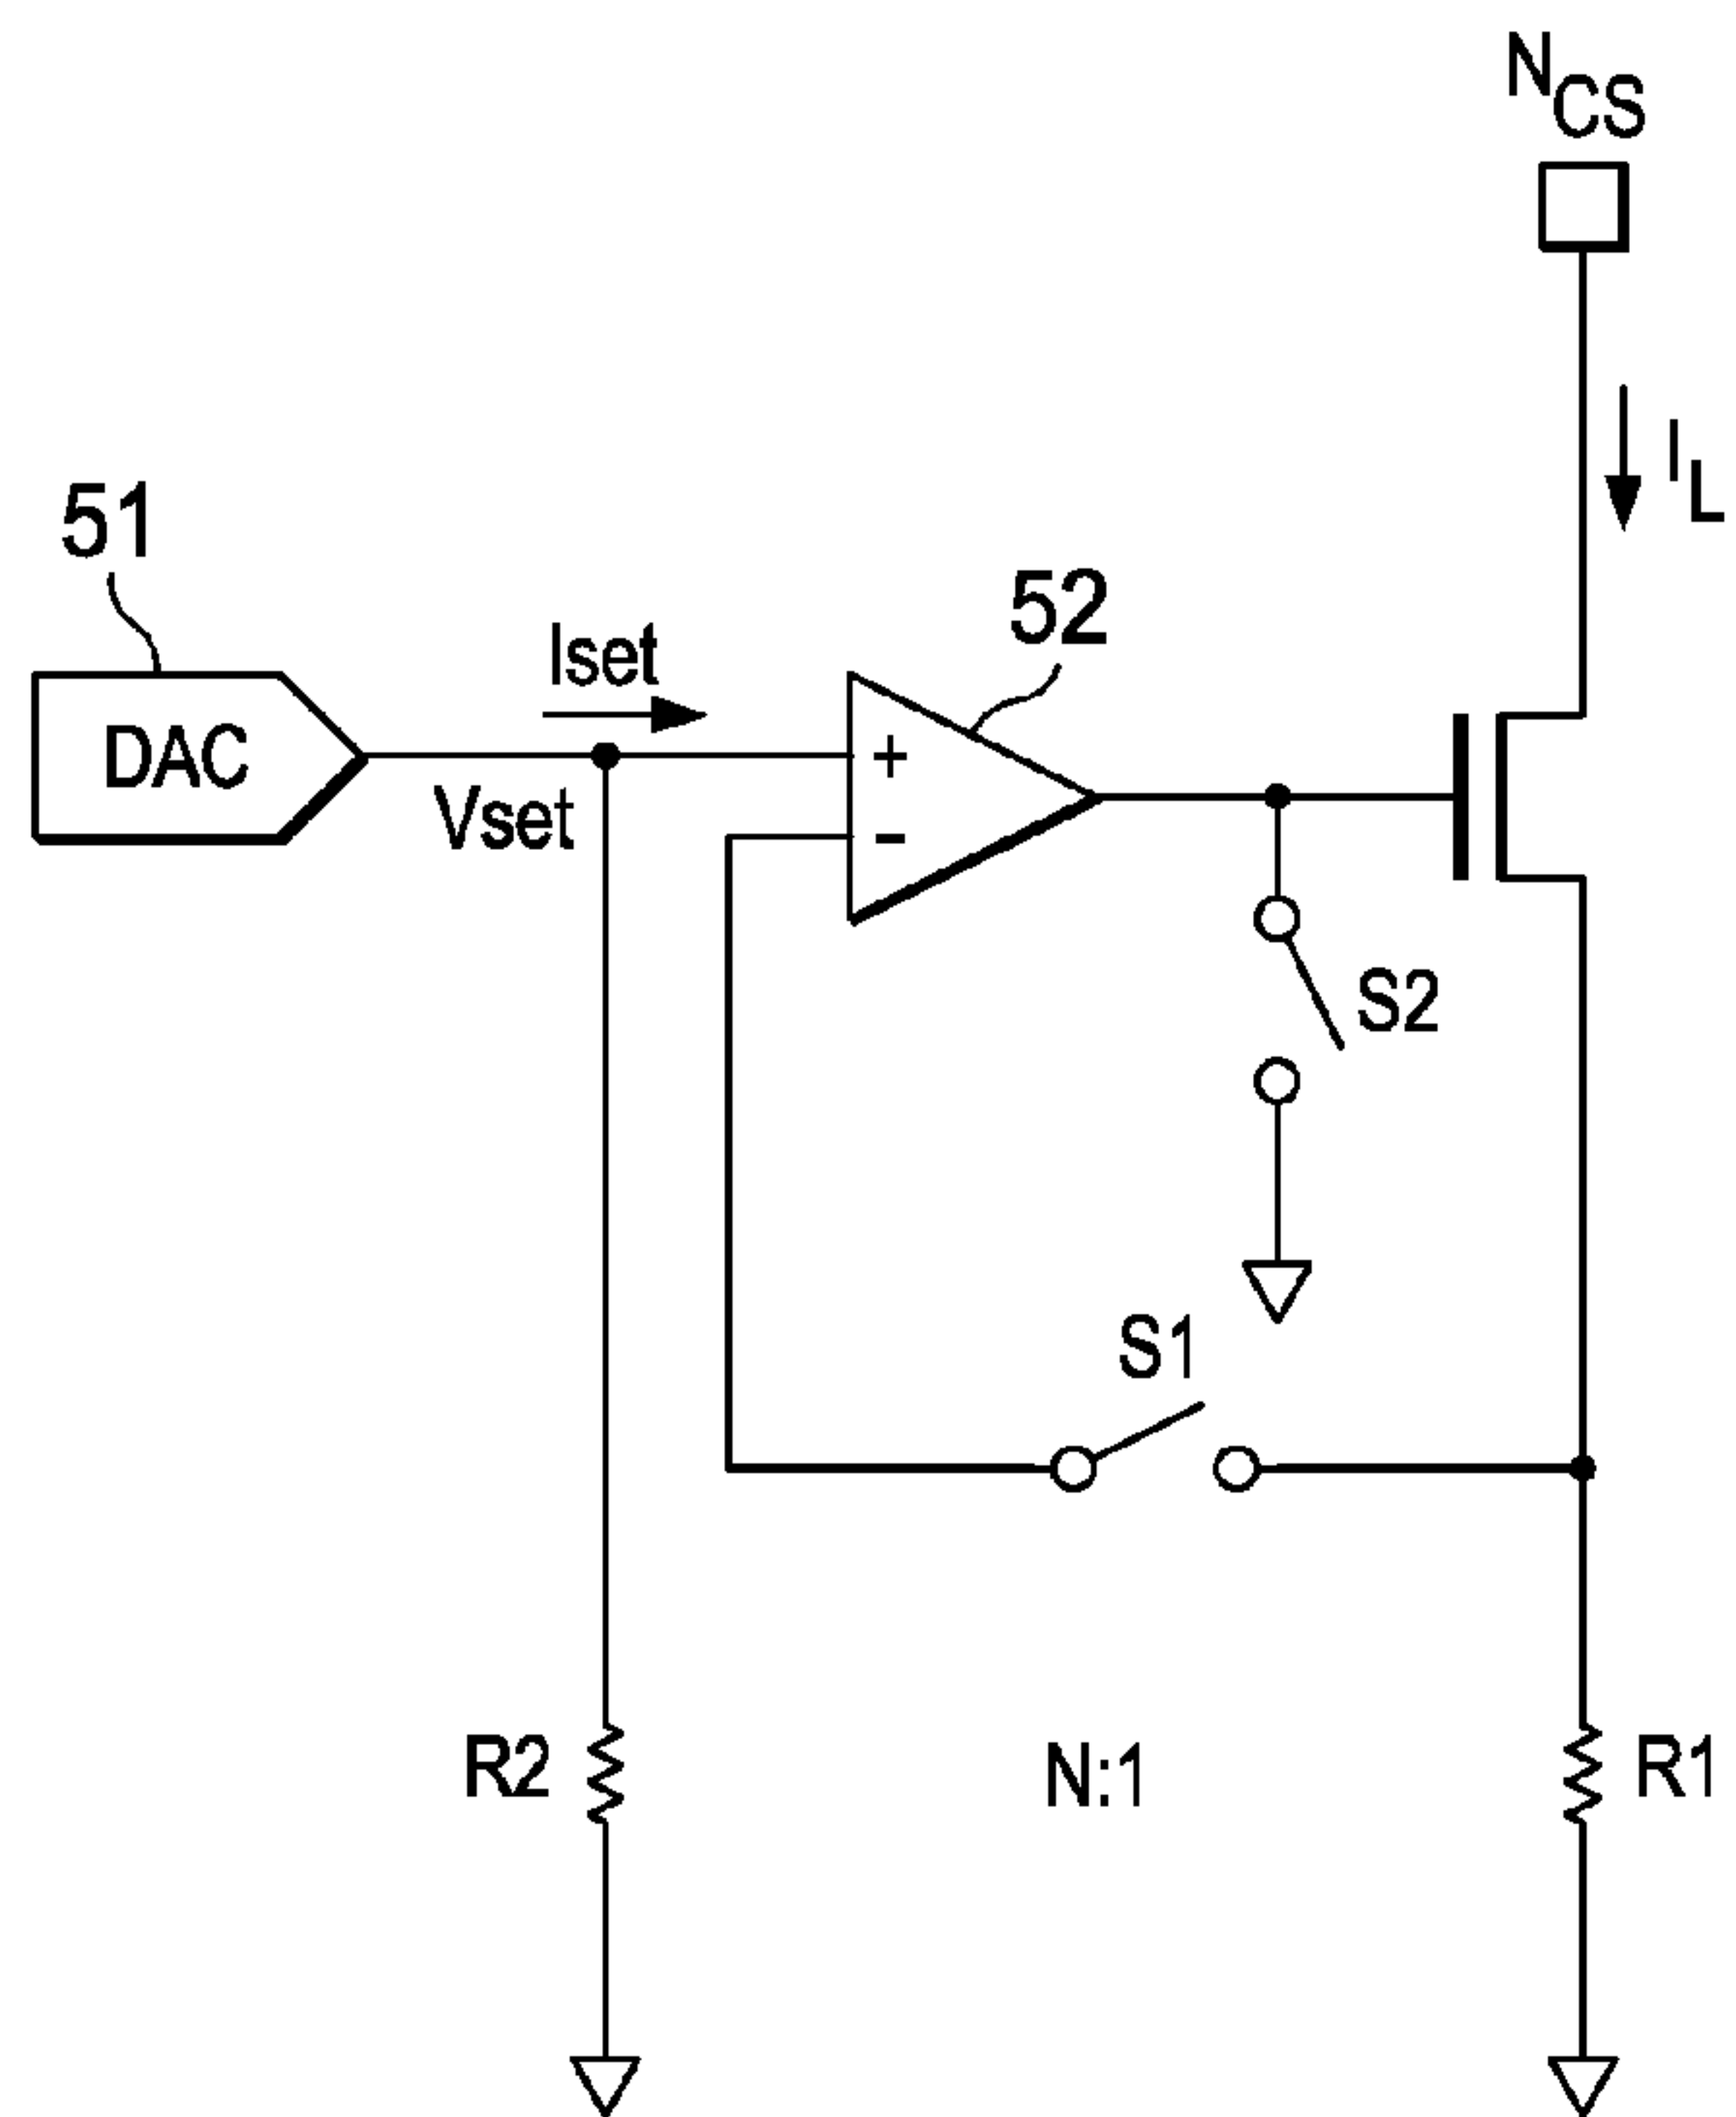 NCS
IL
51
52
Iset
DAC
Vset
+
-
S2
S1
R2
N:1
R1